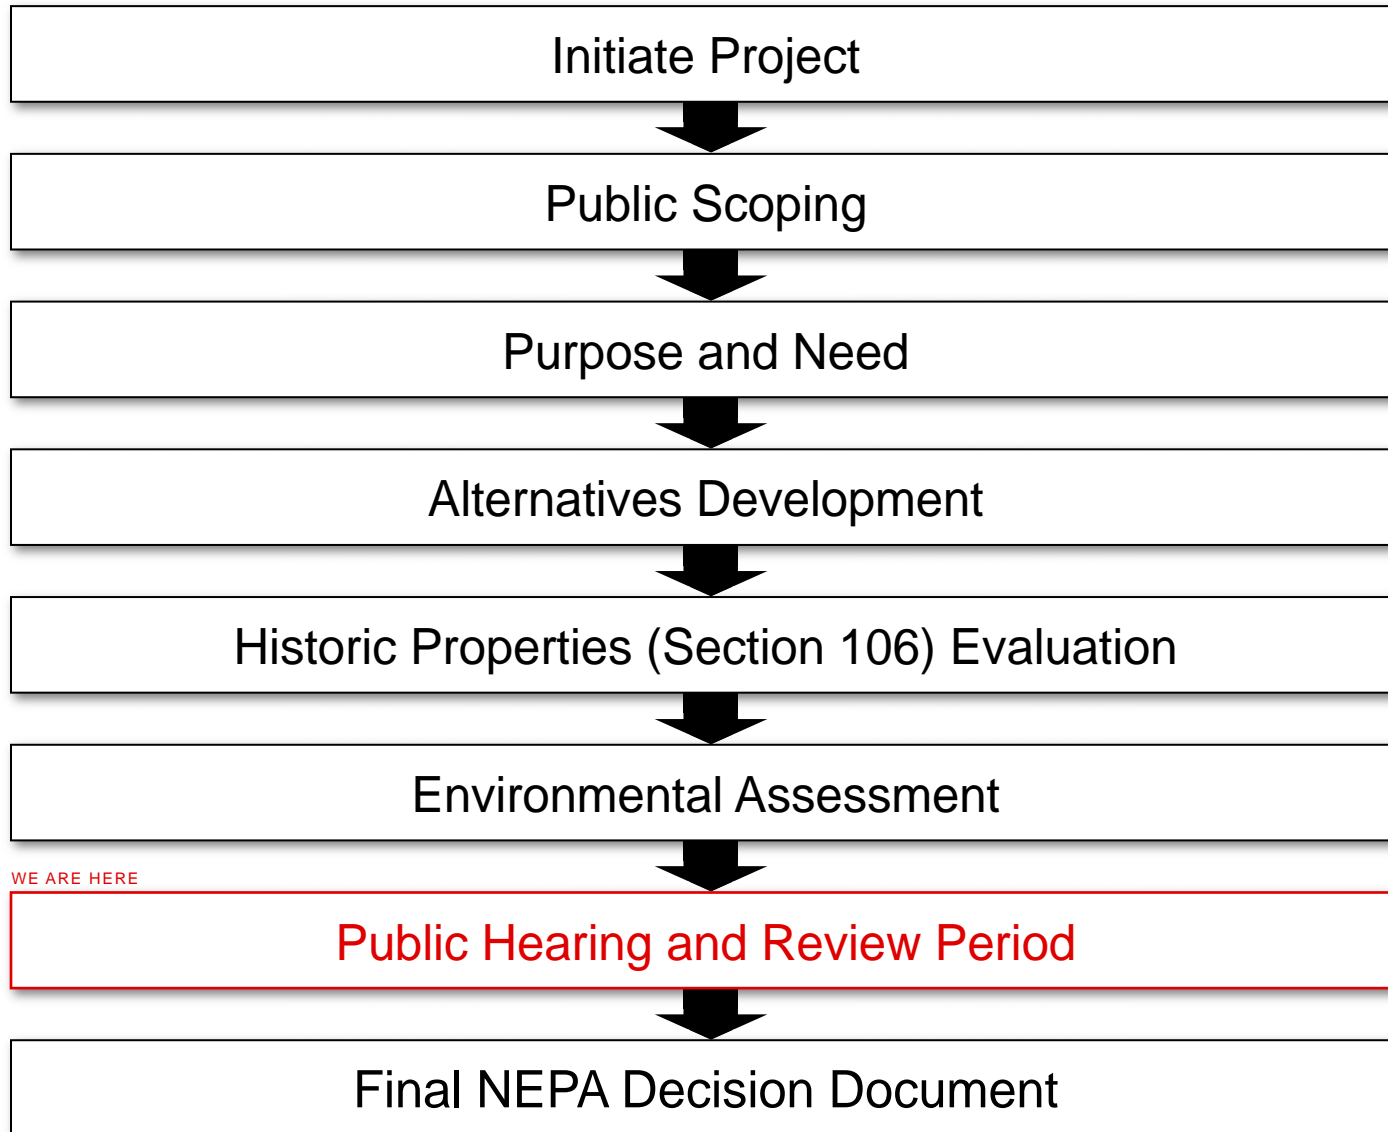 Initiate Project
Public Scoping
Purpose and Need
Alternatives Development
Historic Properties (Section 106) Evaluation
Environmental Assessment
WE ARE HERE
Public Hearing and Review Period
Final NEPA Decision Document